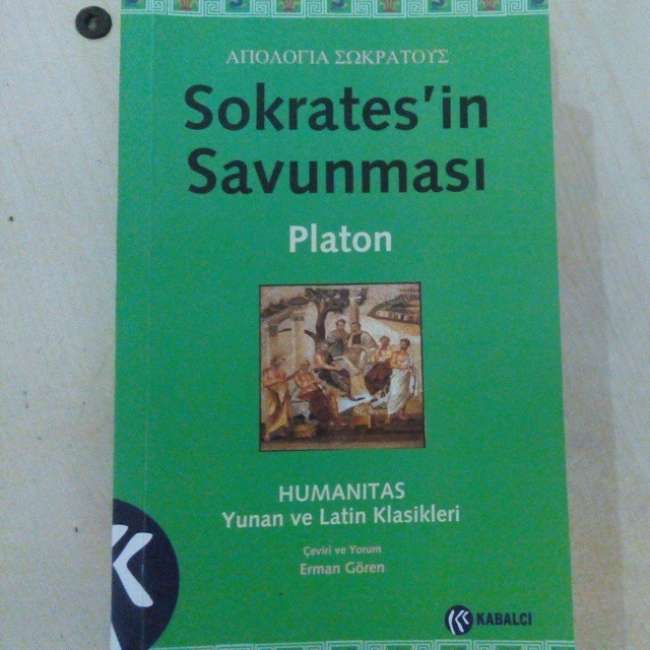 ΑΠΟΛΟΓΙΑ ΣΩΚΡΑΤΟΥΣ
Sokrates'in
Savunması
Platon
HUMANITAS
Yunan ve Latin Klasikleri
Çeviri ve Yorum
Erman Gören
KABALCI